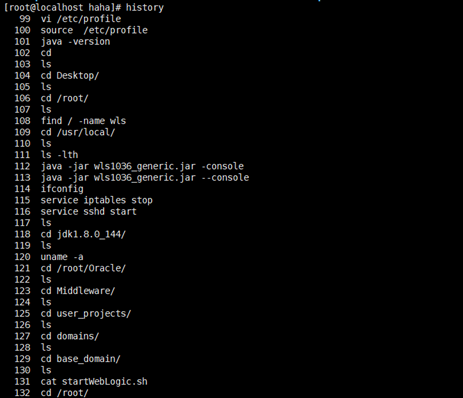 [root@localhost haha]# history
99  vi /etc/profile
100  source  /etc/profile
101  java -version
102  cd
103  ls
104  cd Desktop/
105  ls
106  cd /root/
107  ls
108  find / -name wls
109  cd /usr/local/
110  ls
111  ls -lth
112  java -jar wls1036_generic.jar -console
113  java -jar wls1036_generic.jar --console
114  ifconfig
115  service iptables stop
116  service sshd start
117  ls
118  cd jdk1.8.0_144/
119  ls
120  uname -a
121  cd /root/Oracle/
122  ls
123  cd Middleware/
124  ls
125  cd user_projects/
126  ls
127  cd domains/
128  ls
129  cd base_domain/
130  ls
131  cat startWebLogic.sh
132  cd /root/